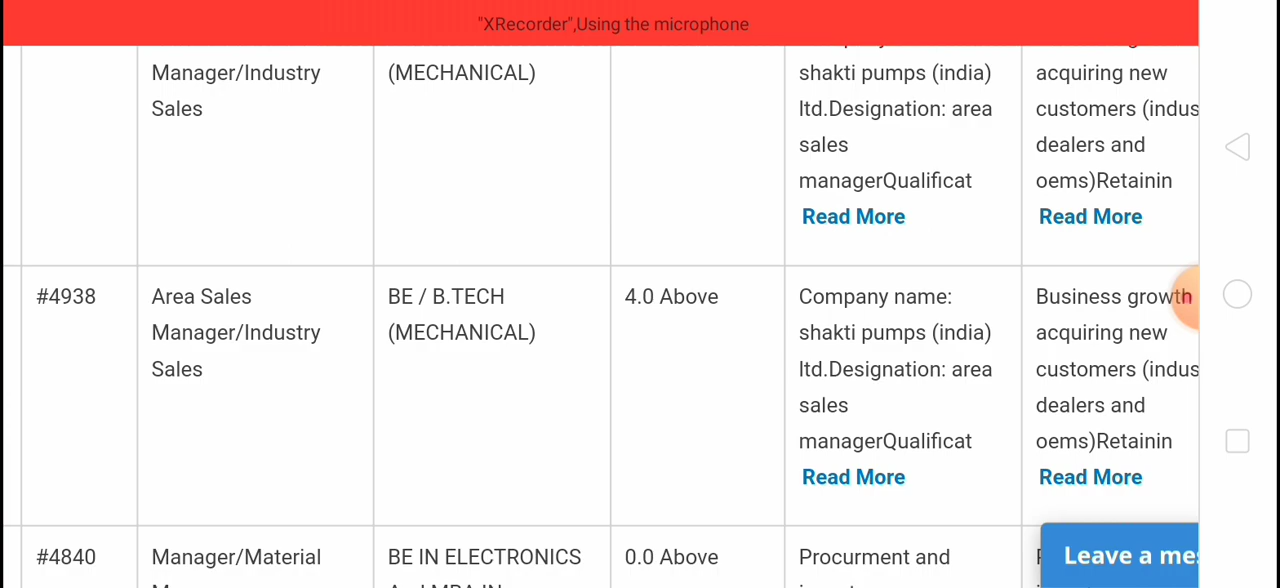 "XRecorder",Using the microphone
Manager/Industry
Sales
(MECHANICAL)
shakti pumps (india)
ltd.Designation: area
sales
managerQualificat
Read More
acquiring new
customers (indus
dealers and
oems)Retainin
Read More
#4938
Area Sales
Manager/Industry
Sales
BE / B.TECH
(MECHANICAL)
4.0 Above
Company name:
shakti pumps (india)
ltd.Designation: area
sales
managerQualificat
Read More
Business growth
acquiring new
customers (indus
dealers and
oems)Retainin
Read More
#4840
Manager/Material
BE IN ELECTRONICS
0.0 Above
Procurment and
Leave a mes